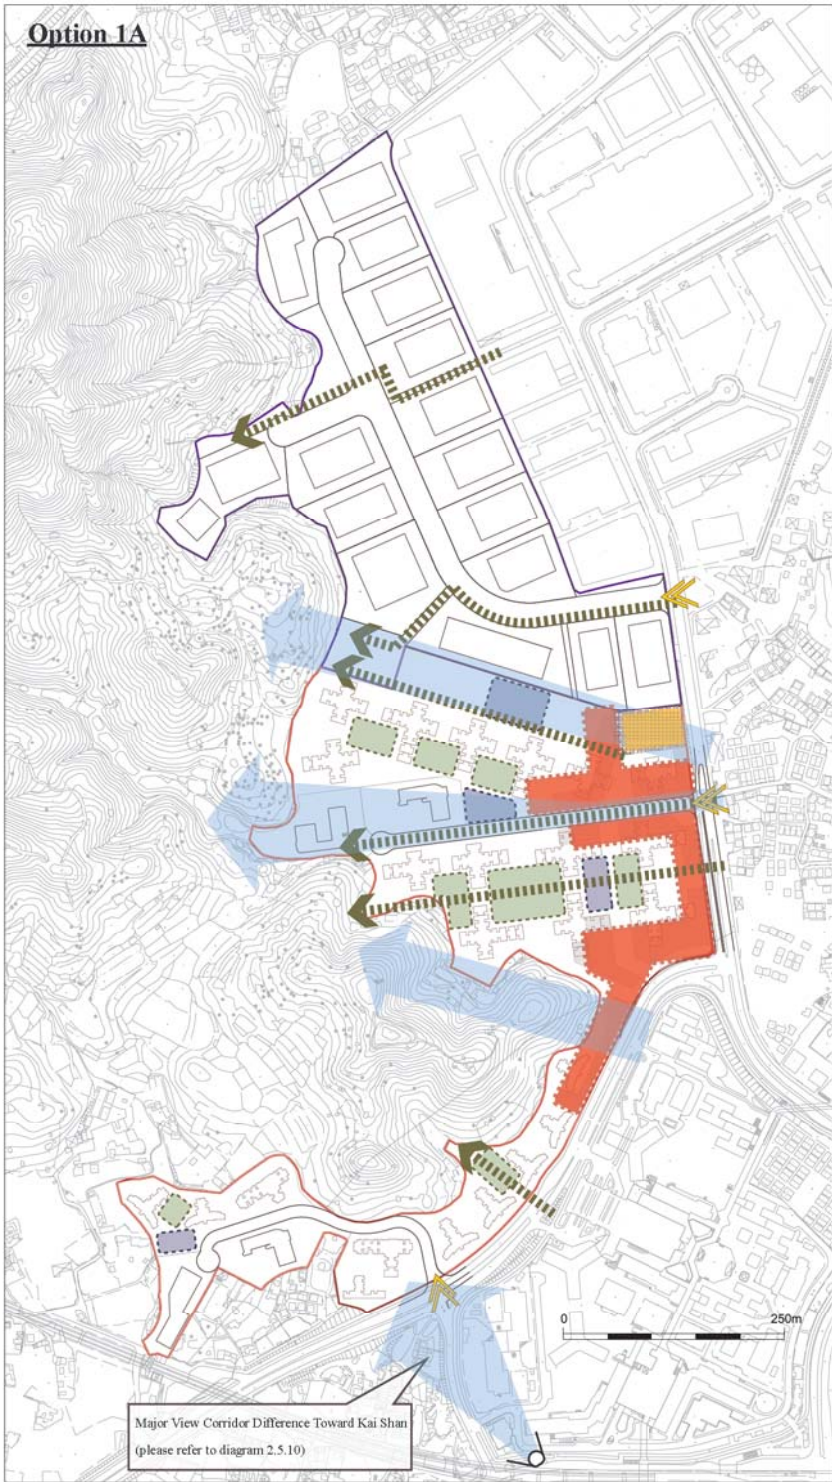 Option 1A
0 250m
Major View Corridor Difference Toward Kai Shan
(please refer to diagram 2.5.10)